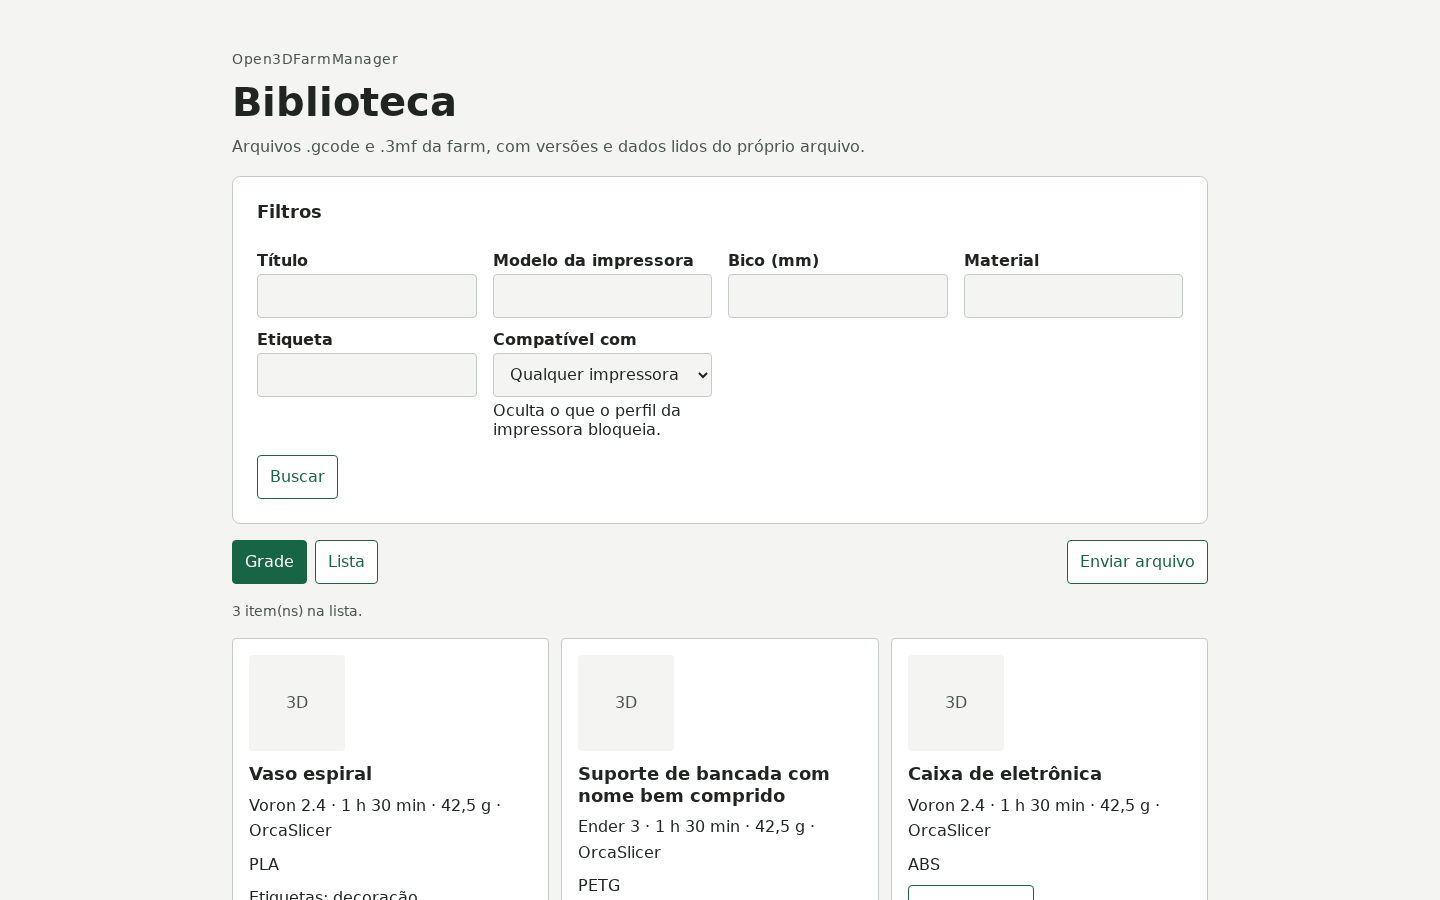 Open3DFarmManager
Biblioteca
Arquivos .gcode e .3mf da farm, com versões e dados lidos do próprio arquivo.
Filtros
Título
Modelo da impressora
Bico (mm)
Material
Etiqueta
Compatível com
Qualquer impressora
Oculta o que o perfil da
impressora bloqueia.
Buscar
Grade
Lista
Enviar arquivo
3 item(ns) na lista.
3D
Vaso espiral
Voron 2.4 · 1 h 30 min · 42,5 g ·
OrcaSlicer
PLA
Etiquetas: decoração
3D
Suporte de bancada com
nome bem comprido
Ender 3 · 1 h 30 min · 42,5 g ·
OrcaSlicer
PETG
3D
Caixa de eletrônica
Voron 2.4 · 1 h 30 min · 42,5 g ·
OrcaSlicer
ABS